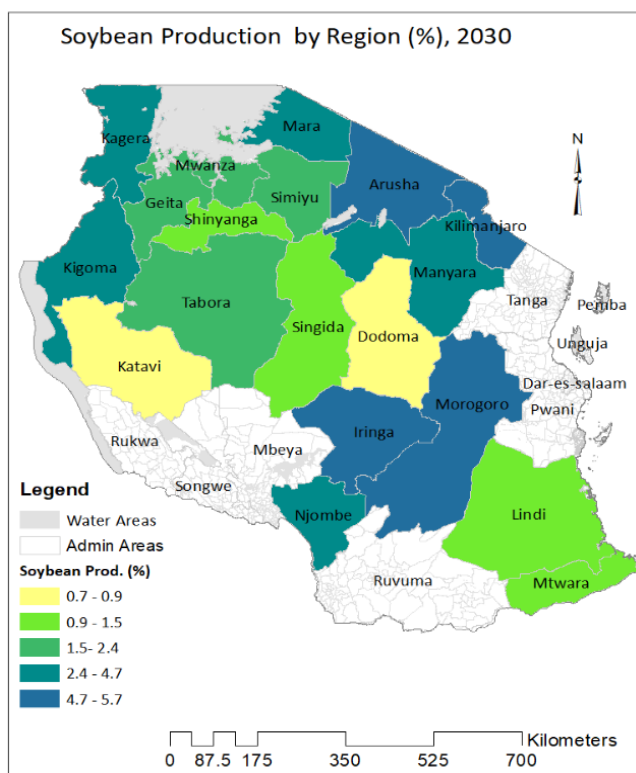 Soybean Production by Region (%), 2030
N
Kagera
Mara
Mwanza
Arusha
Geita
Simiyu
Shinyanga
Kilimanjaro
Kigoma
Manyara
Tabora
Tanga
Pemba
Singida
Dodoma
Unguja
Katavi
Dar-es-salaam
Morogoro
Pwani
Iringa
Rukwa
Mbeya
Songwe
Njombe
Lindi
Ruvuma
Mtwara
Legend
Water Areas
Admin Areas
Soybean Prod. (%)
0.7 - 0.9
0.9 - 1.5
1.5- 2.4
2.4 - 4.7
4.7 - 5.7
Kilometers
0 87.5 175 350 525 700